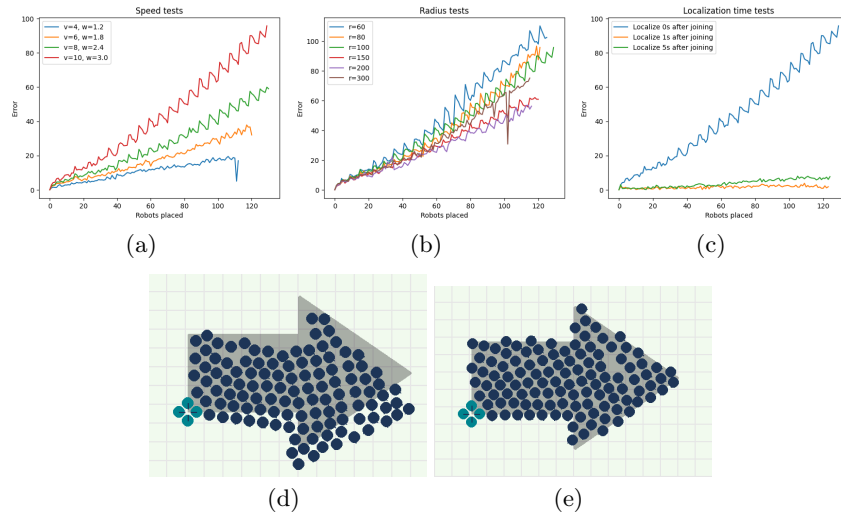 Speed tests
Error
100
80
60
40
20
0
v=4, w=1.2
v=6, w=1.8
v=8, w=2.4
v=10, w=3.0
0 20 40 60 80 100 120
Robots placed
(a)
Radius tests
Error
100
80
60
40
20
0
r=60
r=80
r=100
r=150
r=200
r=300
0 20 40 60 80 100 120
Robots placed
(b)
Localization time tests
Error
100
80
60
40
20
0
Localize 0s after joining
Localize 1s after joining
Localize 5s after joining
0 20 40 60 80 100 120
Robots placed
(c)
(d)
(e)